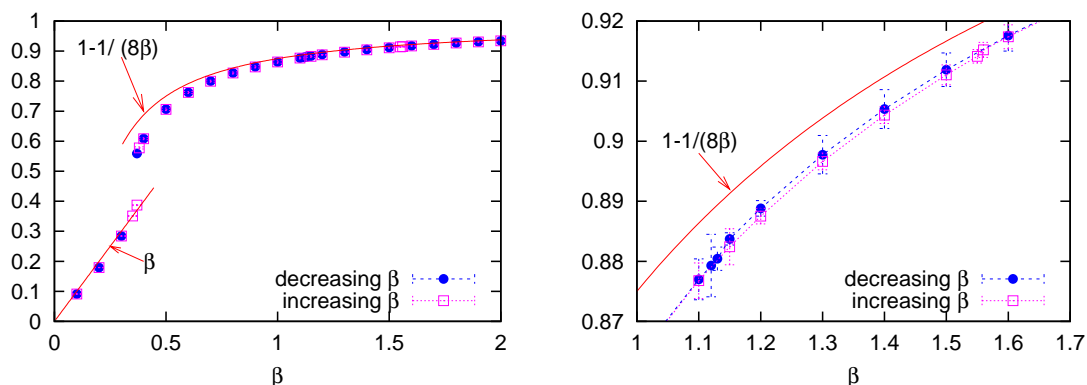 1
0.9
0.8
0.7
0.6
0.5
0.4
0.3
0.2
0.1
0
0 0.5 1 1.5 2
β
1-1/ (8β)
β
decreasing β
increasing β
0.92
0.91
0.9
0.89
0.88
0.87
1 1.1 1.2 1.3 1.4 1.5 1.6 1.7
β
1-1/(8β)
decreasing β
increasing β